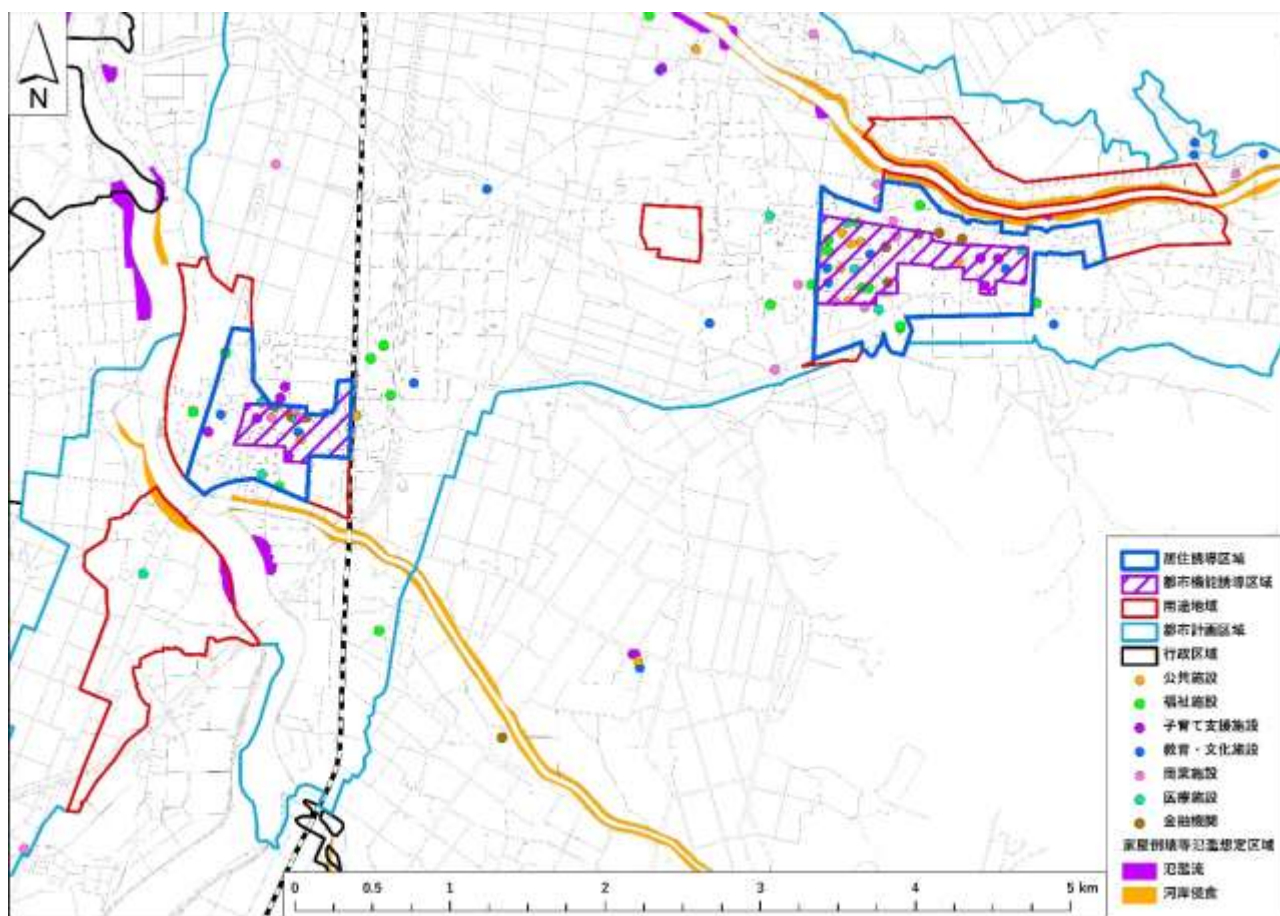 N
居住誘導区域
都市機能誘導区域
用途地域
都市計画区域
行政区域
公共施設
福祉施設
子育て支援施設
教育・文化施設
商業施設
医療施設
金融機関
家屋倒壊等氾濫想定区域
氾濫流
河岸侵食
0 0.5 1 2 3 4 5 km